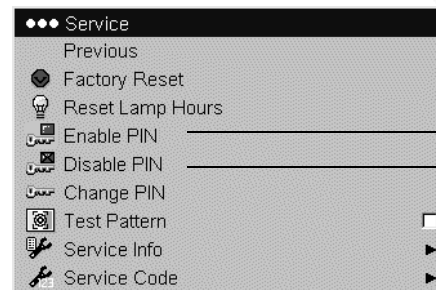 Service
Previous
Factory Reset
Reset Lamp Hours
Enable PIN
Disable PIN
Change PIN
Test Pattern
Service Info
Service Code